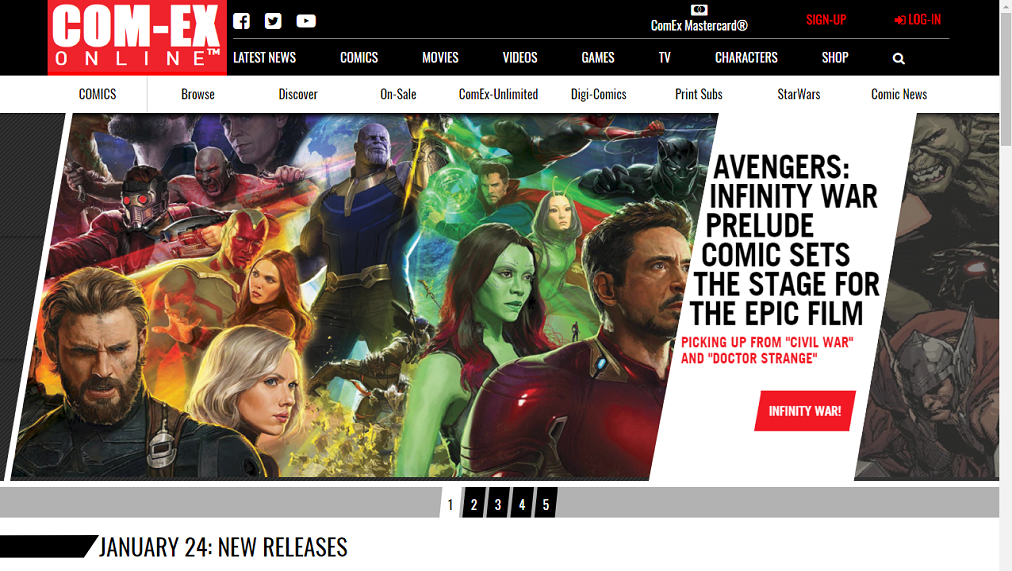 COM-EX
ONLINE™
ComEx Mastercard®
SIGN-UP
LOG-IN
LATEST NEWS
COMICS
MOVIES
VIDEOS
GAMES
TV
CHARACTERS
SHOP
COMICS
Browse
Discover
On-Sale
ComEx-Unlimited
Digi-Comics
Print Subs
StarWars
Comic News
AVENGERS:
INFINITY WAR
PRELUDE
COMIC SETS
THE STAGE FOR
THE EPIC FILM
PICKING UP FROM "CIVIL WAR"
AND "DOCTOR STRANGE"
INFINITY WAR!
1 2 3 4 5
JANUARY 24: NEW RELEASES